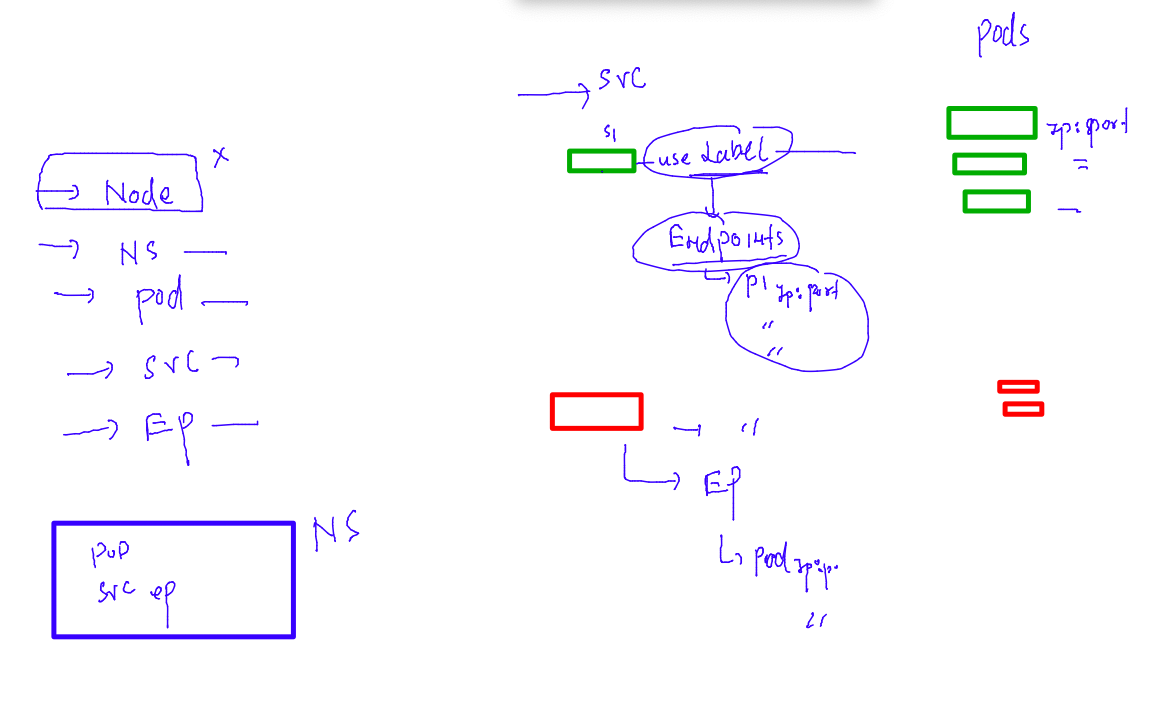 Node x
NS
pod
svc
EP
NS
pop
svc ep
svc
s1
use Label
Endpoints
p1 Ip:port
"
"
"
EP
pod Ip:p.
"
pods
Ip:port
=